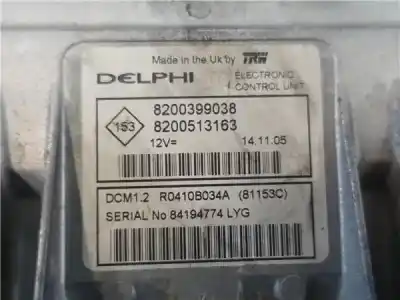 Made in the Uk by TRW
DELPHI
ELECTRONIC
CONTROL UNIT
153
8200399038
8200513163
12V= 14.11.05
DCM1.2 R0410B034A (81153C)
SERIAL No 84194774 LYG